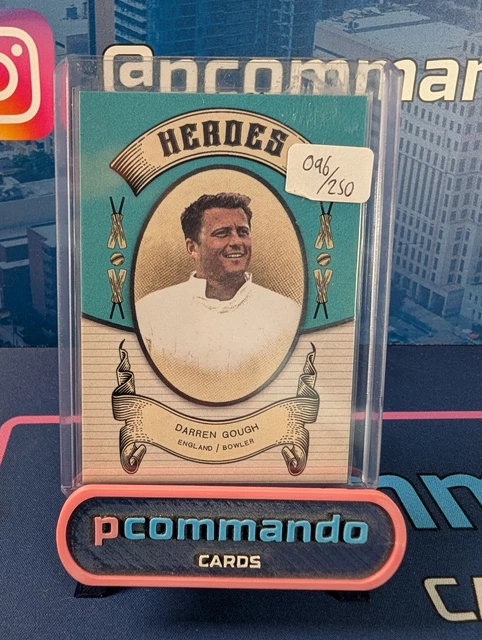 @pcomman
HEROES
096/250
DARREN GOUGH
ENGLAND / BOWLER
pcommando
CARDS